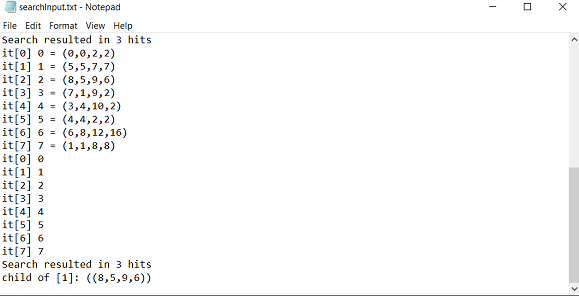 searchInput.txt - Notepad
File Edit Format View Help
Search resulted in 3 hits
it[0] 0 = (0,0,2,2)
it[1] 1 = (5,5,7,7)
it[2] 2 = (8,5,9,6)
it[3] 3 = (7,1,9,2)
it[4] 4 = (3,4,10,2)
it[5] 5 = (4,4,2,2)
it[6] 6 = (6,8,12,16)
it[7] 7 = (1,1,8,8)
it[0] 0
it[1] 1
it[2] 2
it[3] 3
it[4] 4
it[5] 5
it[6] 6
it[7] 7
Search resulted in 3 hits
child of [1]: ((8,5,9,6))